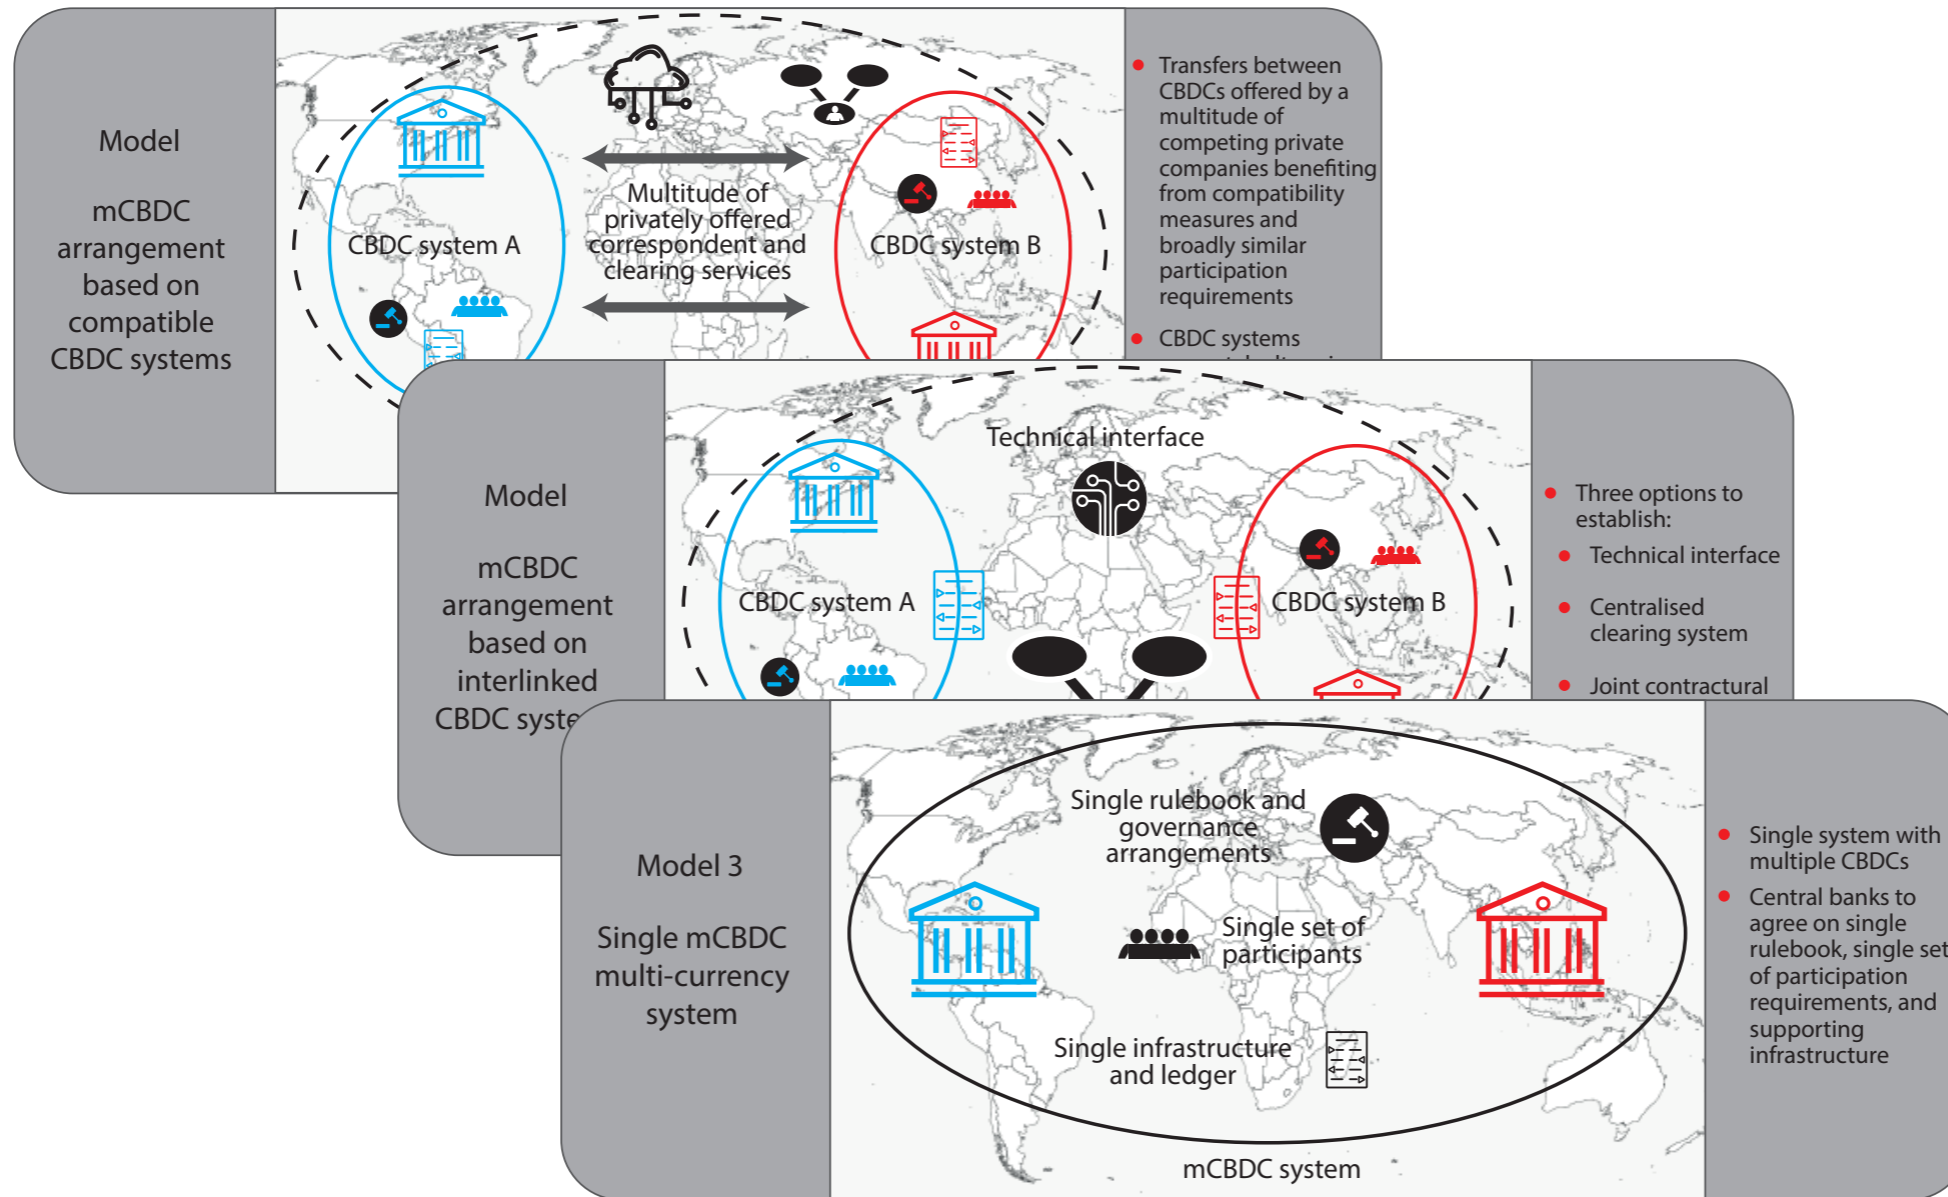 Model
mCBDC
arrangement
based on
compatible
CBDC systems
CBDC system A
Multitude of
privately offered
correspondent and
clearing services
CBDC system B
Transfers between
CBDCs offered by a
multitude of
competing private
companies benefiting
from compatibility
measures and
broadly similar
participation
requirements
CBDC systems
Model
mCBDC
arrangement
based on
interlinked
CBDC
Technical interface
CBDC system A
CBDC system B
Three options to
establish:
Technical interface
Centralised
clearing system
Joint contractural
Model 3
Single mCBDC
multi-currency
system
Single rulebook and
governance
arrangements
Single set of
participants
Single infrastructure
and ledger
mCBDC system
Single system with
multiple CBDCs
Central banks to
agree on single
rulebook, single set
of participation
requirements, and
supporting
infrastructure